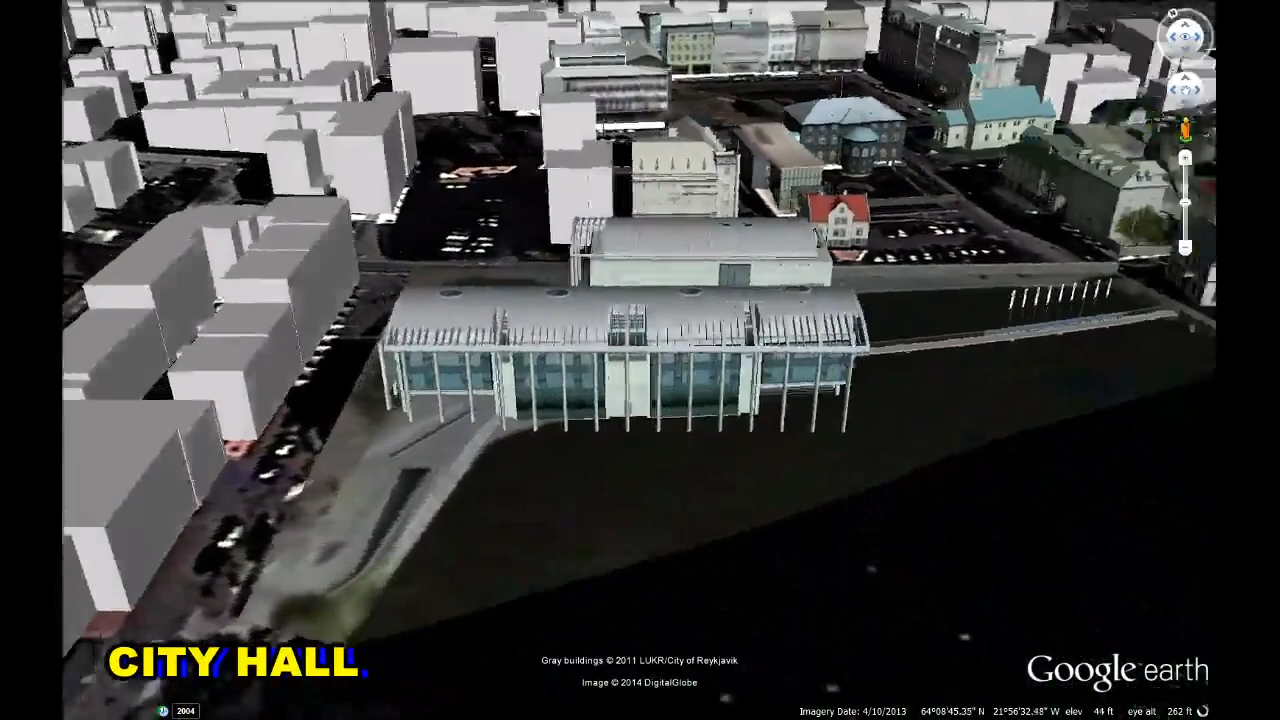 CITY HALL
Gray buildings © 2011 LUKR/City of Reykjavik
Image © 2014 DigitalGlobe
Google earth
2004
Imagery Date: 4/10/2013 64°08'45.35" N 21°56'32.48" W elev 44 ft eye alt 262 ft